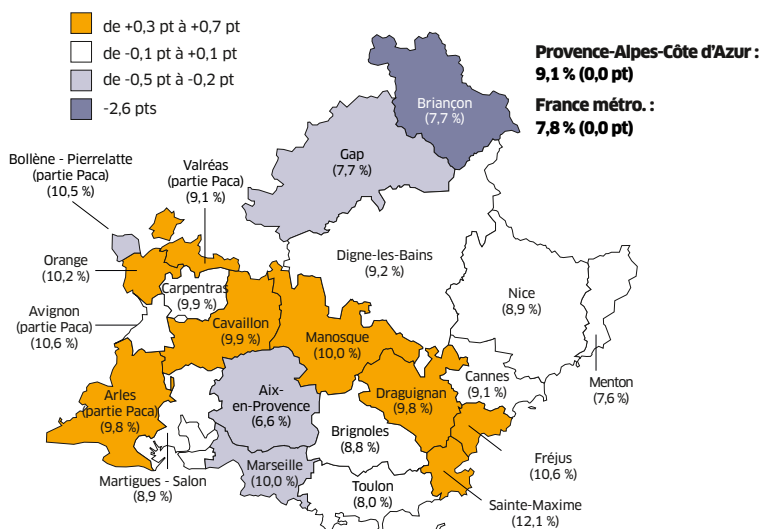 de +0,3 pt à +0,7 pt
de -0,1 pt à +0,1 pt
de -0,5 pt à -0,2 pt
-2,6 pts
Provence-Alpes-Côte d'Azur :
9,1 % (0,0 pt)
France métro. :
7,8 % (0,0 pt)
Briançon
(7,7 %)
Gap
(7,7 %)
Bollène - Pierrelatte
(partie Paca)
(10,5 %)
Valréas
(partie Paca)
(9,1 %)
Orange
(10,2 %)
Carpentras
(9,9 %)
Digne-les-Bains
(9,2 %)
Nice
(8,9 %)
Avignon
(partie Paca)
(10,6 %)
Cavaillon
(9,9 %)
Manosque
(10,0 %)
Menton
(7,6 %)
Cannes
(9,1 %)
Arles
(partie Paca)
(9,8 %)
Aix-
en-Provence
(6,6 %)
Draguignan
(9,8 %)
Brignoles
(8,8 %)
Fréjus
(10,6 %)
Martigues - Salon
(8,9 %)
Marseille
(10,0 %)
Toulon
(8,0 %)
Sainte-Maxime
(12,1 %)